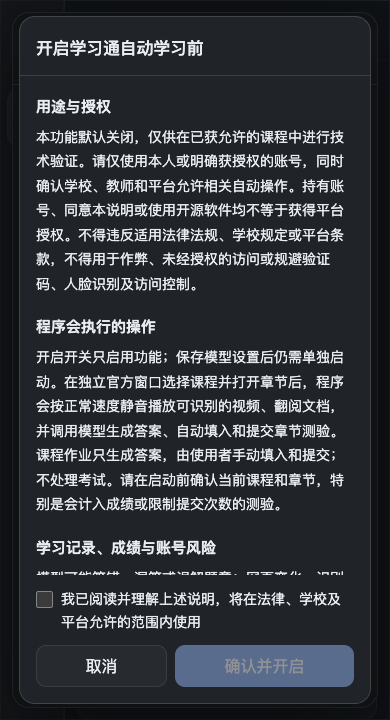 开启学习通自动学习前
用途与授权
本功能默认关闭，仅供在已获允许的课程中进行技
术验证。请仅使用本人或明确获授权的账号，同时
确认学校、教师和平台允许相关自动操作。持有账
号、同意本说明或使用开源软件均不等于获得平台
授权。不得违反适用法律法规、学校规定或平台条
款，不得用于作弊、未经授权的访问或规避验证
码、人脸识别及访问控制。
程序会执行的操作
开启开关只启用功能；保存模型设置后仍需单独启
动。在独立官方窗口选择课程并打开章节后，程序
会按正常速度静音播放可识别的视频、翻阅文档，
并调用模型生成答案、自动填入和提交章节测验。
课程作业只生成答案，由使用者手动填入和提交；
不处理考试。请在启动前确认当前课程和章节，特
别是会计入成绩或限制提交次数的测验。
学习记录、成绩与账号风险
我已阅读并理解上述说明，将在法律、学校及
平台允许的范围内使用
取消
确认并开启